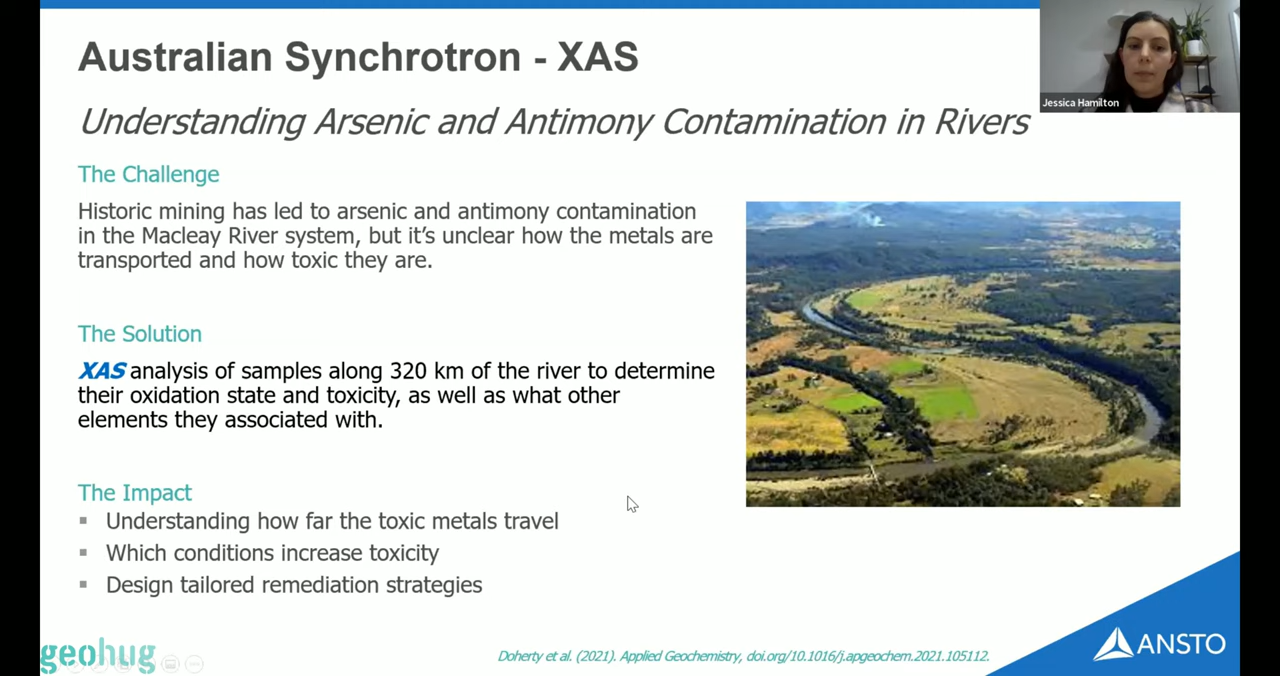 Australian Synchrotron - XAS
Jessica Hamilton
Understanding Arsenic and Antimony Contamination in Rivers
The Challenge
Historic mining has led to arsenic and antimony contamination
in the Macleay River system, but it's unclear how the metals are
transported and how toxic they are.
The Solution
XAS analysis of samples along 320 km of the river to determine
their oxidation state and toxicity, as well as what other
elements they associated with.
The Impact
▪ Understanding how far the toxic metals travel
▪ Which conditions increase toxicity
▪ Design tailored remediation strategies
geohug
Doherty et al. (2021). Applied Geochemistry, doi.org/10.1016/j.apgeochem.2021.105112.
ANSTO